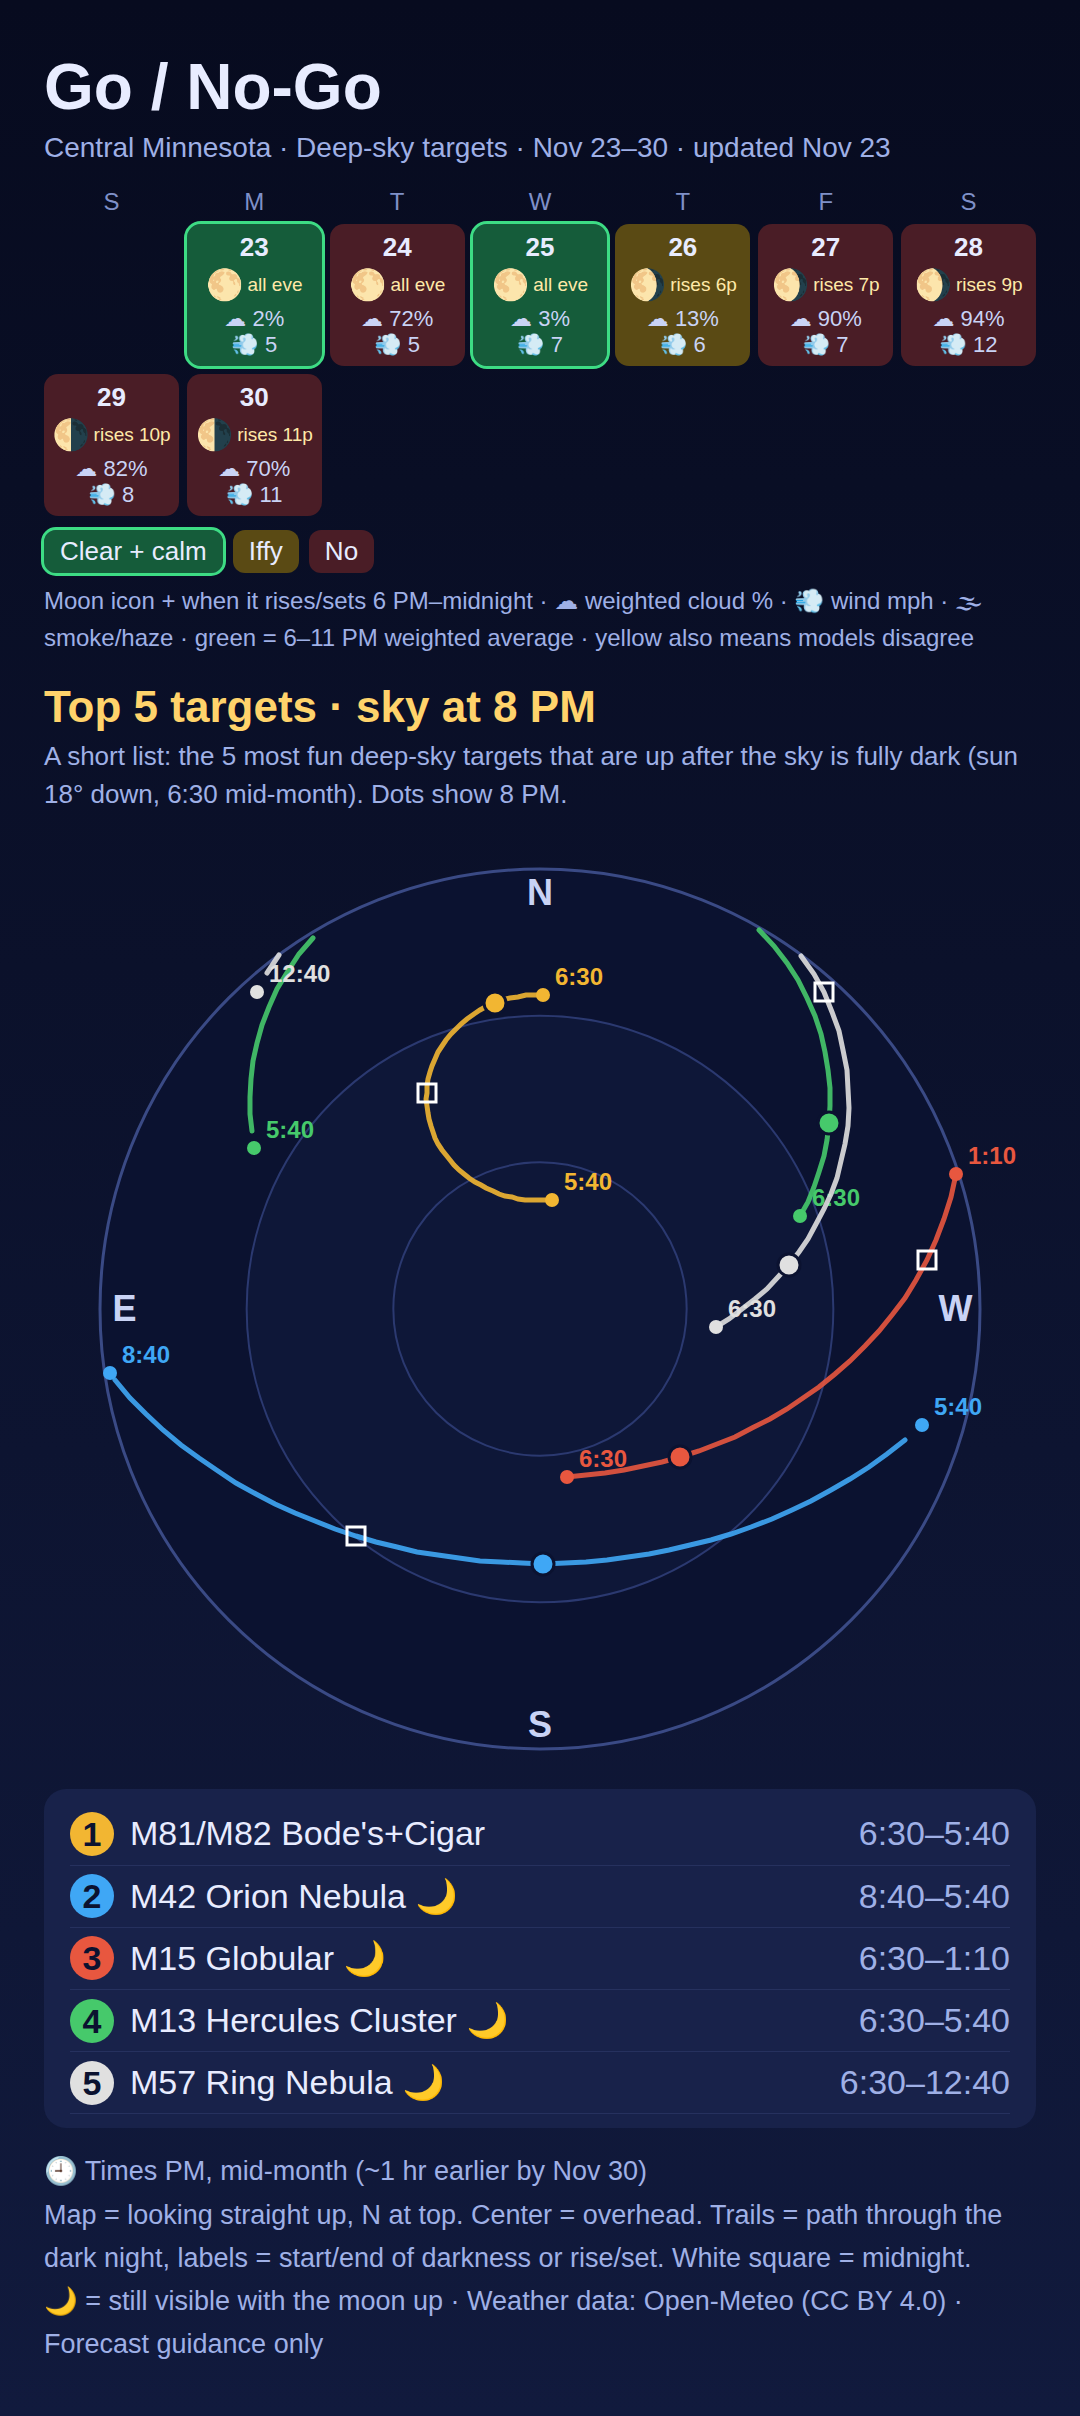 Go / No-Go
Central Minnesota · Deep-sky targets · Nov 23–30 · updated Nov 23
S M T W T F S
23 24 25 26 27 28
🌕 all eve 🌕 all eve 🌕 all eve 🌖 rises 6p 🌖 rises 7p 🌖 rises 9p
☁ 2% ☁ 72% ☁ 3% ☁ 13% ☁ 90% ☁ 94%
💨 5 💨 5 💨 7 💨 6 💨 7 💨 12
29 30
🌗 rises 10p 🌗 rises 11p
☁ 82% ☁ 70%
💨 8 💨 11
Clear + calm Iffy No
Moon icon + when it rises/sets 6 PM–midnight · ☁ weighted cloud % · 💨 wind mph · 🌫
smoke/haze · green = 6–11 PM weighted average · yellow also means models disagree
Top 5 targets · sky at 8 PM
A short list: the 5 most fun deep-sky targets that are up after the sky is fully dark (sun
18° down, 6:30 mid-month). Dots show 8 PM.
N
12:40
6:30
5:40
1:10
5:40
6:30
E
6:30
W
8:40
5:40
6:30
S
1 M81/M82 Bode's+Cigar 6:30–5:40
2 M42 Orion Nebula 🌙 8:40–5:40
3 M15 Globular 🌙 6:30–1:10
4 M13 Hercules Cluster 🌙 6:30–5:40
5 M57 Ring Nebula 🌙 6:30–12:40
🕘 Times PM, mid-month (~1 hr earlier by Nov 30)
Map = looking straight up, N at top. Center = overhead. Trails = path through the
dark night, labels = start/end of darkness or rise/set. White square = midnight.
🌙 = still visible with the moon up · Weather data: Open-Meteo (CC BY 4.0) ·
Forecast guidance only